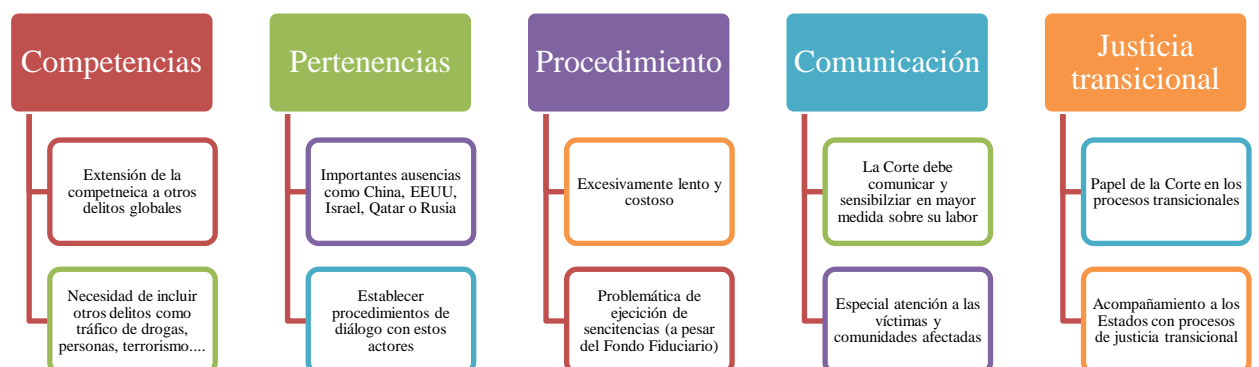 Competencias
Extensión de la
competneica a otros
delitos globales
Necesidad de incluir
otros delitos como
tráfico de drogas,
personas, terrorismo....
Pertenencias
Importantes ausencias
como China, EEUU,
Israel, Qatar o Rusia
Establecer
procedimientos de
diálogo con estos
actores
Procedimiento
Excesivamente lento y
costoso
Problemática de
ejecición de
sencitencias (a pesar
del Fondo Fiduciario)
Comunicación
La Corte debe
comunicar y
sensibilziar en mayor
medida sobre su labor
Especial atención a las
víctimas y
comunidades afectadas
Justicia
transicional
Papel de la Corte en los
procesos transicionales
Acompañamiento a los
Estados con procesos
de justicia transicional